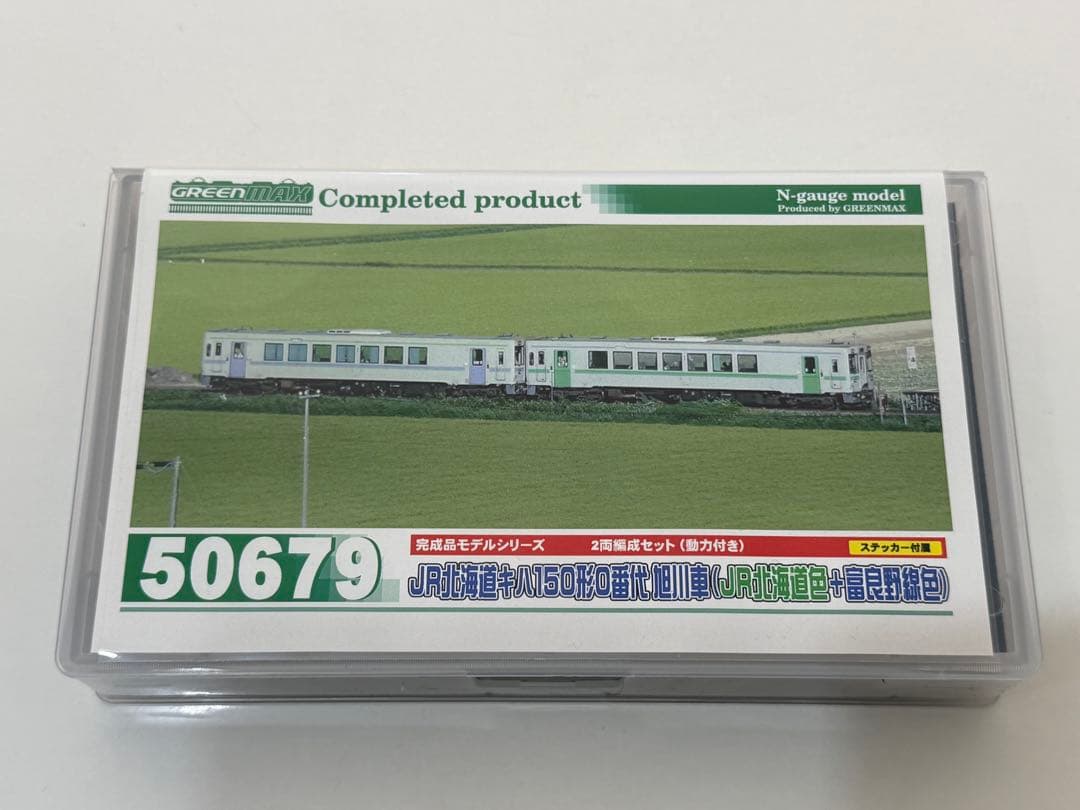 GREENMAX Completed product
N-gauge model
Produced by GREENMAX
50679
完成品モデルシリーズ 2両編成セット(動力付き)
ステッカー付属
JR北海道キハ150形0番代 旭川車(JR北海道色+富良野線色)